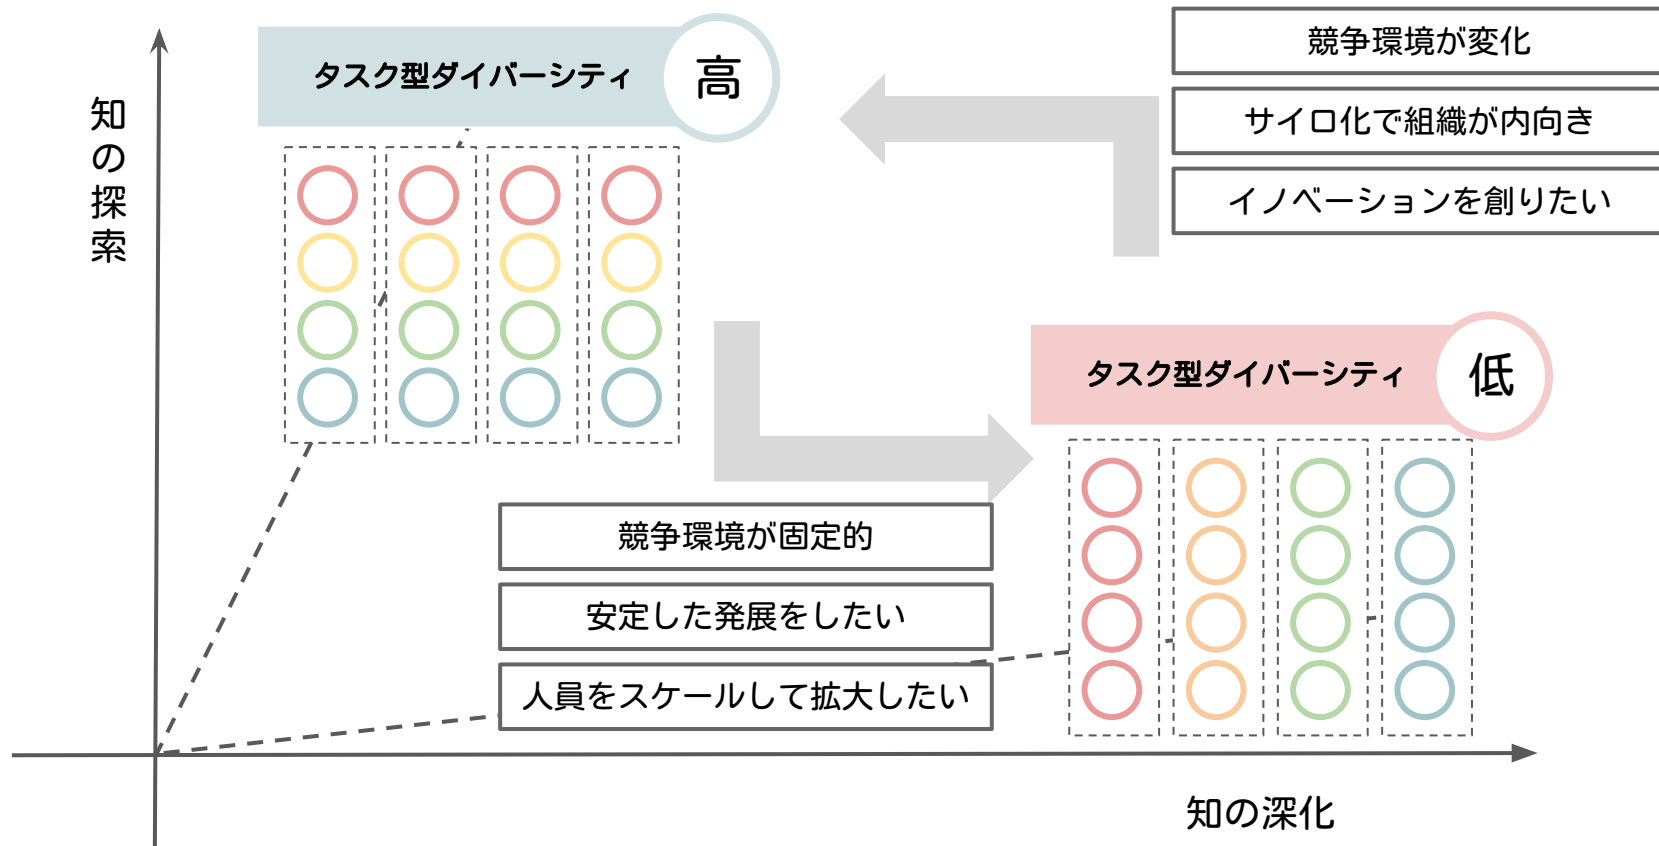 知の探索
タスク型ダイバーシティ
高
競争環境が変化
サイロ化で組織が内向き
イノベーションを創りたい
タスク型ダイバーシティ
低
競争環境が固定的
安定した発展をしたい
人員をスケールして拡大したい
知の深化